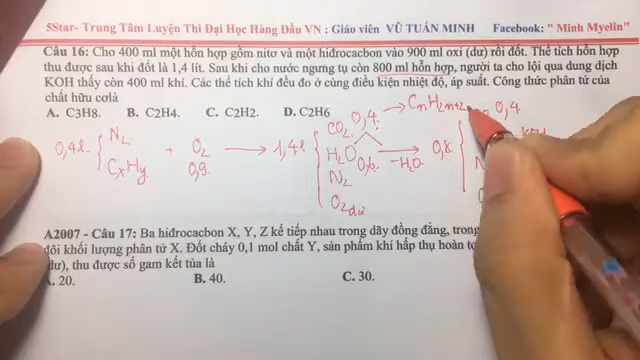 5Star- Trung Tâm Luyện Thi Đại Học Hàng Đầu VN : Giáo viên VŨ TUẤN MINH Facebook: " Minh Myelin"
Câu 16: Cho 400 ml một hỗn hợp gồm nitơ và một hiđrocacbon vào 900 ml oxi (dư) rồi đốt. Thể tích hỗn hợp
thu được sau khi đốt là 1,4 lít. Sau khi cho nước ngưng tụ còn 800 ml hỗn hợp, người ta cho lội qua dung dịch
KOH thấy còn 400 ml khí. Các thể tích khí đều đo ở cùng điều kiện nhiệt độ, áp suất. Công thức phân tử của
chất hữu cơlà
A. C3H8. B. C2H4. C. C2H2. D. C2H6
CO2 0,4 → CnH2n+2 0,4
0,4l. { N2 + O2 → 1,4l { H2O 0,6 → 0,8 {
CxHy 0,9 N2 -H2O N
O2 dư
A2007 - Câu 17: Ba hiđrocacbon X, Y, Z kế tiếp nhau trong dãy đồng đẳng, trong
đôi khối lượng phân tử X. Đốt cháy 0,1 mol chất Y, sản phẩm khí hấp thụ hoàn
dư), thu được số gam kết tủa là
A. 20. B. 40. C. 30.